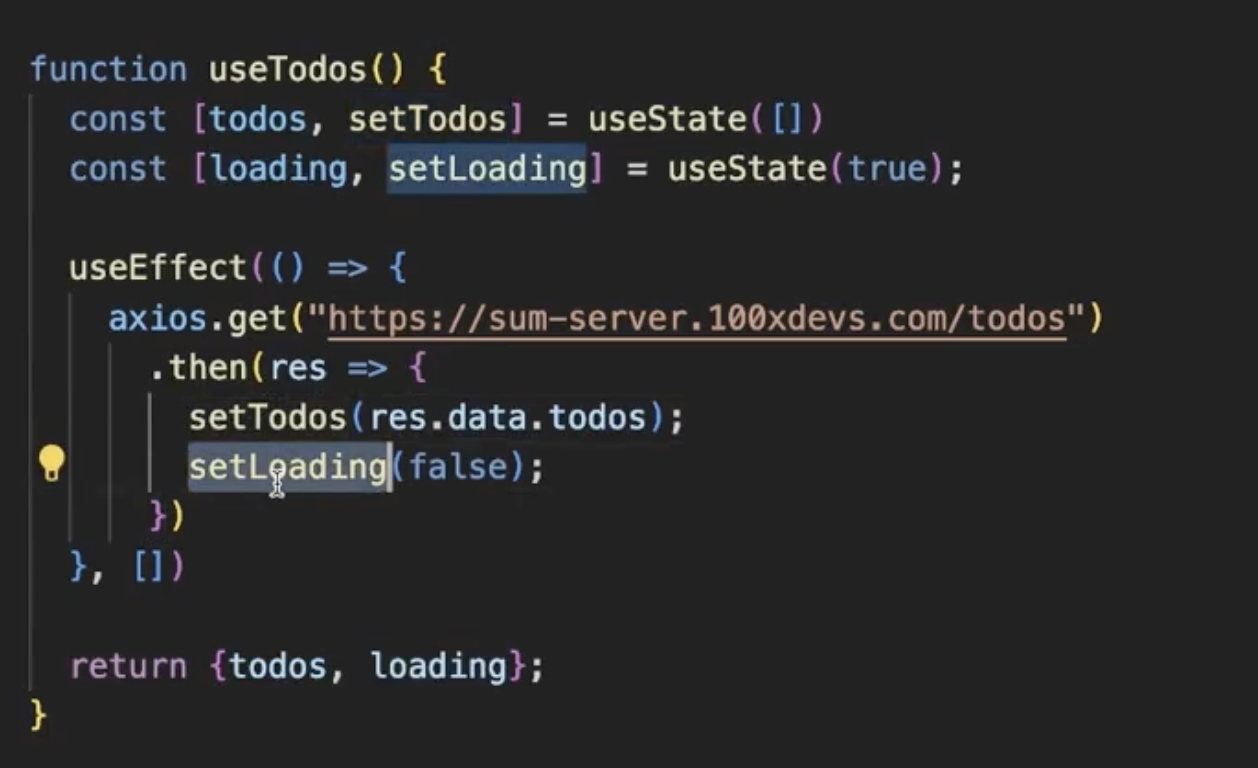 function useTodos() {
const [todos, setTodos] = useState([])
const [loading, setLoading] = useState(true);
useEffect(() => {
axios.get("https://sum-server.100xdevs.com/todos")
.then(res => {
setTodos(res.data.todos);
setLoading(false);
})
}, [])
return {todos, loading};
}